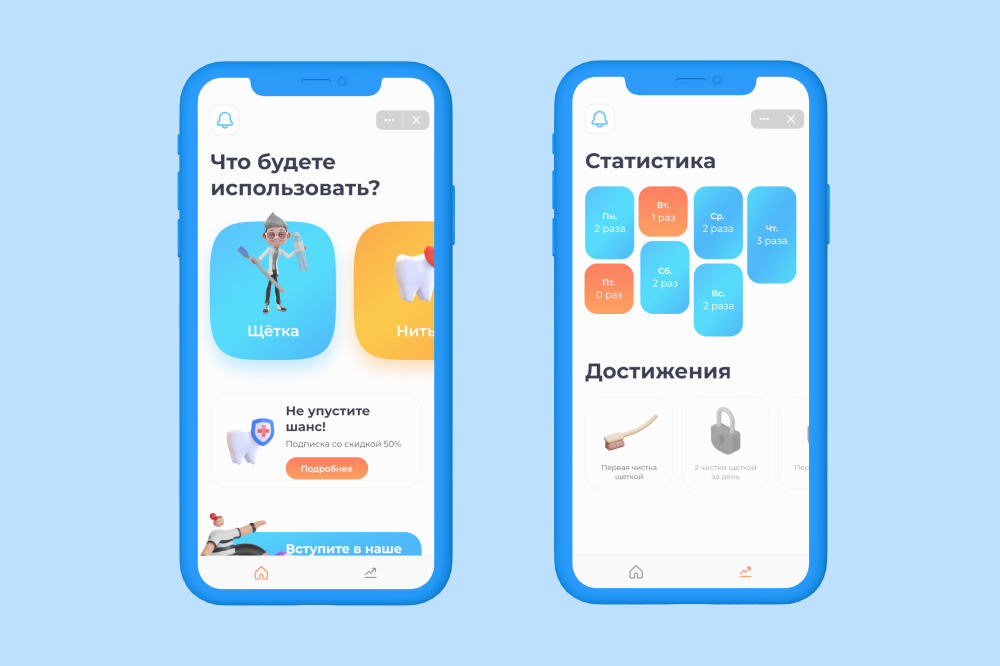 Что будете
использовать?
Щётка
Нить
Не упустите
шанс!
Подписка со скидкой 50%
Подробнее
Вступите в наше
Статистика
Пн.
2 раза
Вт.
1 раз
Ср.
2 раза
Чт.
3 раза
Пт.
0 раз
Сб.
2 раз
Вс.
2 раза
Достижения
Первая чистка
щеткой
2 чистки щеткой
за день